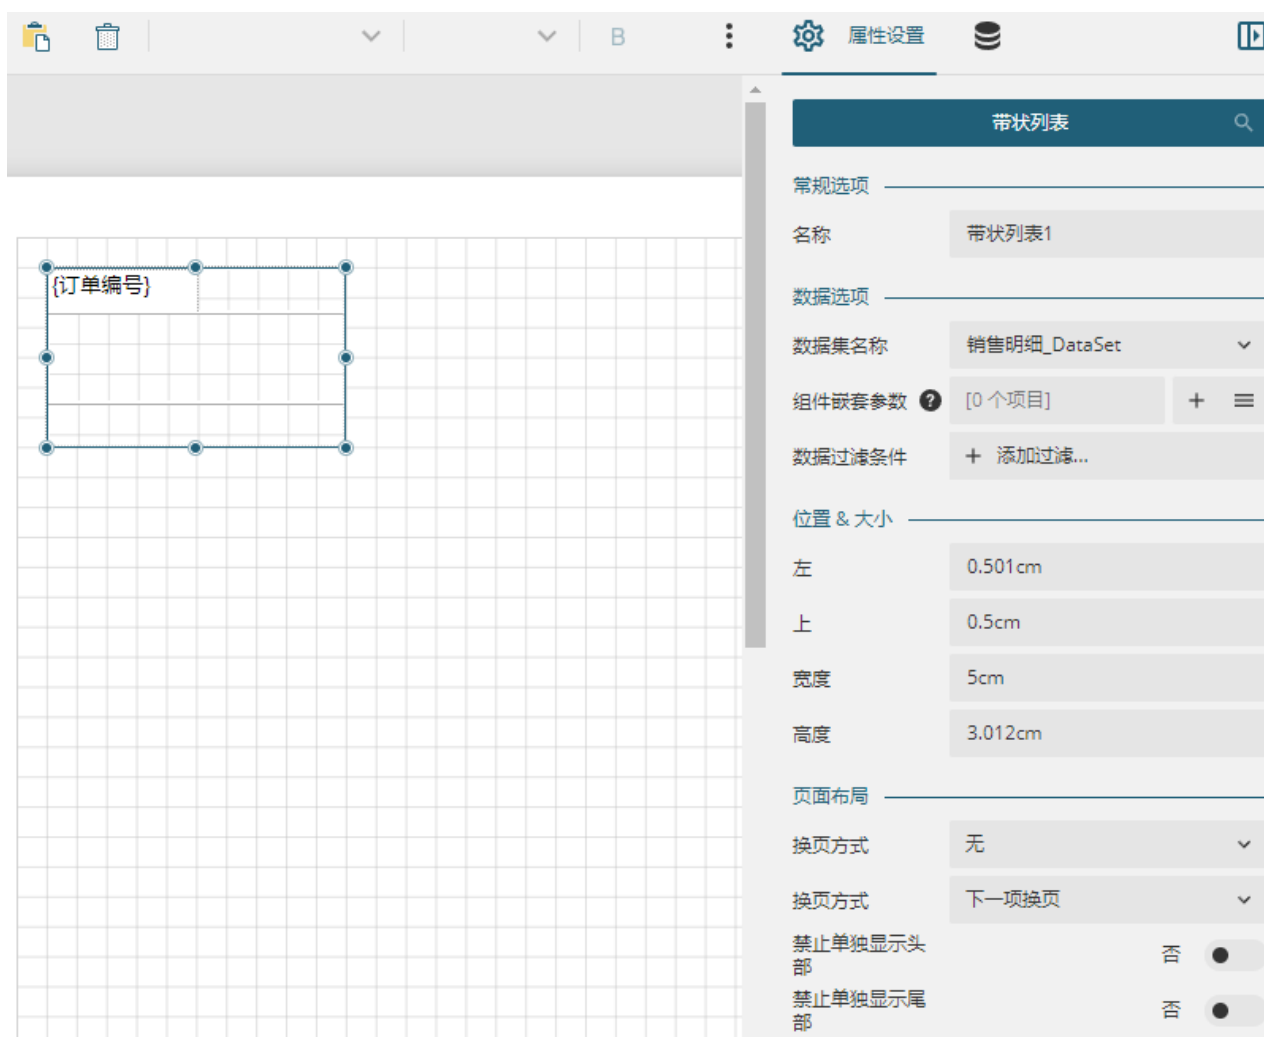 B
属性设置
带状列表
常规选项
名称
带状列表1
{订单编号}
数据选项
数据集名称
销售明细_DataSet
组件嵌套参数 ?
[0 个项目]
数据过滤条件
+ 添加过滤...
位置 & 大小
左
0.501cm
上
0.5cm
宽度
5cm
高度
3.012cm
页面布局
换页方式
无
换页方式
下一项换页
禁止单独显示头
部
否
禁止单独显示尾
部
否